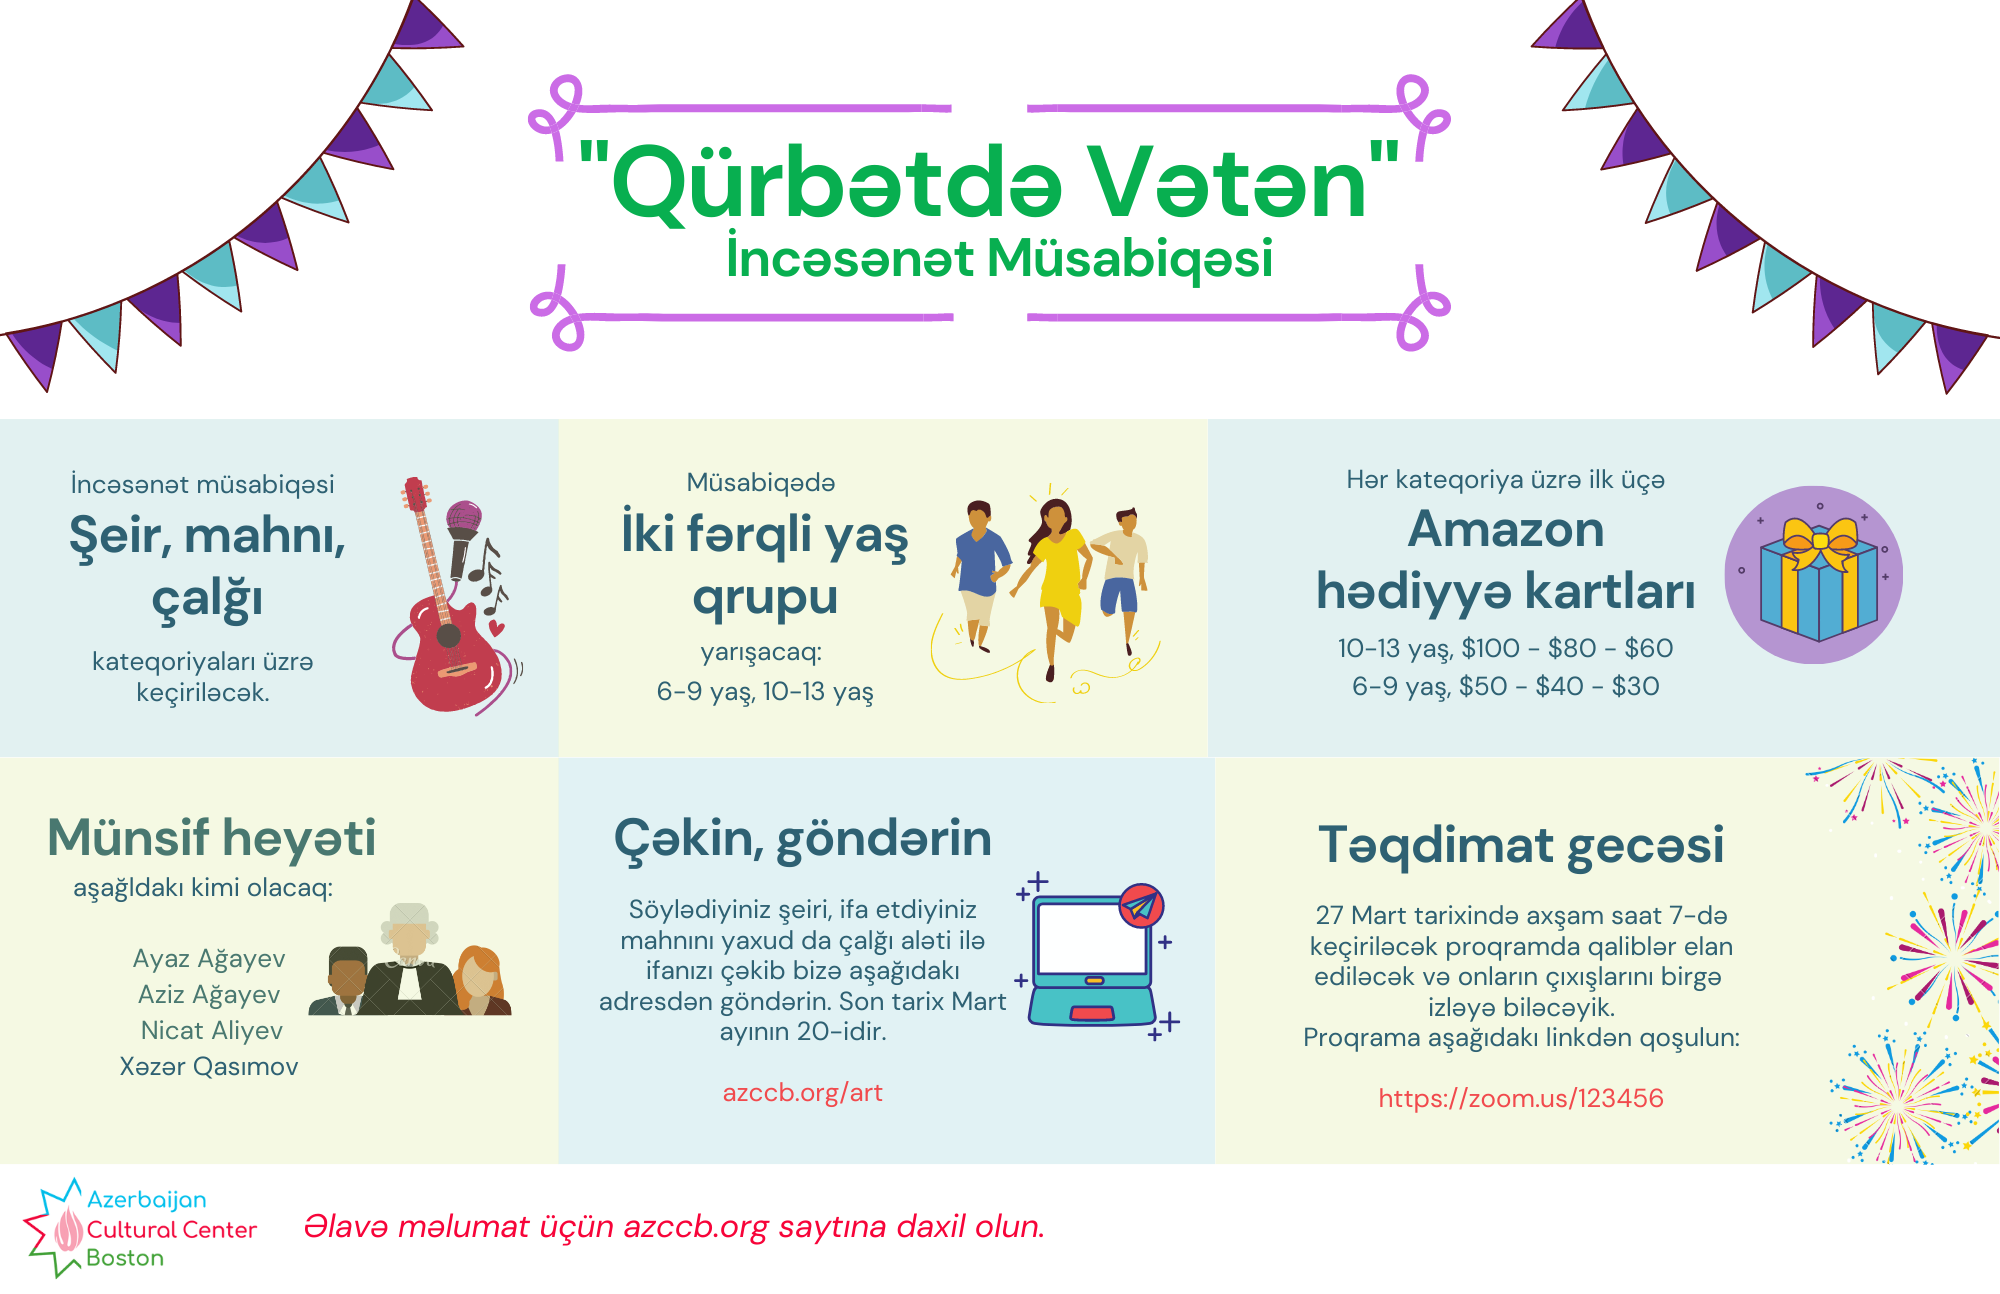 "Qürbətdə Vətən"
İncəsənət Müsabiqəsi
İncəsənət müsabiqəsi
Şeir, mahnı,
çalğı
kateqoriyaları üzrə
keçiriləcək.
Müsabiqədə
İki fərqli yaş
qrupu
yarışacaq:
6-9 yaş, 10-13 yaş
Hər kateqoriya üzrə ilk üçə
Amazon
hədiyyə kartları
10-13 yaş, $100 - $80 - $60
6-9 yaş, $50 - $40 - $30
Münsif heyəti
aşağldakı kimi olacaq:
Ayaz Ağayev
Aziz Ağayev
Nicat Aliyev
Xəzər Qasımov
Çəkin, göndərin
Söylədiyiniz şeiri, ifa etdiyiniz
mahnını yaxud da çalğı aləti ilə
ifanızı çəkib bizə aşağıdakı
adresdən göndərin. Son tarix Mart
ayının 20-idir.
azccb.org/art
Təqdimat gecəsi
27 Mart tarixində axşam saat 7-də
keçiriləcək proqramda qaliblər elan
ediləcək və onların çıxışlarını birgə
izləyə biləcəyik.
Proqrama aşağıdakı linkdən qoşulun:
https://zoom.us/123456
Azerbaijan
Cultural Center
Boston
Əlavə məlumat üçün azccb.org saytına daxil olun.